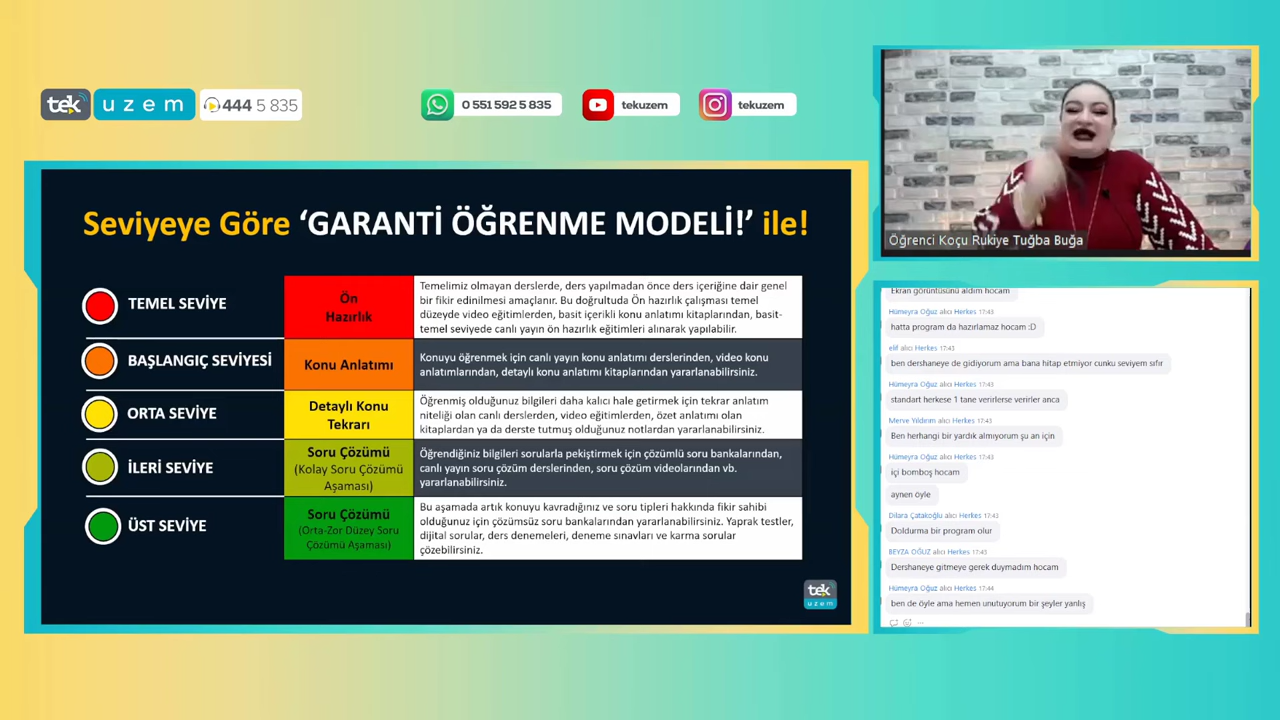 tek uzem 444 5 835
0 551 592 5 835
tekuzem
tekuzem
Seviyeye Göre ‘GARANTİ ÖĞRENME MODELİ!’ ile!
TEMEL SEVİYE
Ön
Hazırlık
Temelimiz olmayan derslerde, ders yapılmadan önce ders içeriğine dair genel
bir fikir edinilmesi amaçlanır. Bu doğrultuda Ön hazırlık çalışması temel
düzeyde video eğitimlerden, basit içerikli konu anlatımı kitaplarından, basit-
temel seviyede canlı yayın ön hazırlık eğitimleri alınarak yapılabilir.
BAŞLANGIÇ SEVİYESİ
Konu Anlatımı
Konuyu öğrenmek için canlı yayın konu anlatımı derslerinden, video konu
anlatımlarından, detaylı konu anlatımı kitaplarından yararlanabilirsiniz.
ORTA SEVİYE
Detaylı Konu
Tekrarı
Öğrenmiş olduğunuz bilgileri daha kalıcı hale getirmek için tekrar anlatım
niteliği olan canlı derslerden, video eğitimlerden, özet anlatımı olan
kitaplardan ya da derste tutmuş olduğunuz notlardan yararlanabilirsiniz.
İLERİ SEVİYE
Soru Çözümü
(Kolay Soru Çözümü
Aşaması)
Öğrendiğiniz bilgileri sorularla pekiştirmek için çözümlü soru bankalarından,
canlı yayın soru çözüm derslerinden, soru çözüm videolarından vb.
yararlanabilirsiniz.
ÜST SEVİYE
Soru Çözümü
(Orta-Zor Düzey Soru
Çözümü Aşaması)
Bu aşamada artık konuyu kavradığınız ve soru tipleri hakkında fikir sahibi
olduğunuz için çözümsüz soru bankalarından yararlanabilirsiniz. Yaprak testler,
dijital sorular, ders denemeleri, deneme sınavları ve karma sorular
çözebilirsiniz.
tek
uzem
Öğrenci Koçu Rukiye Tuğba Buğa
Ekran görüntüsünü aldım hocam
Hümeyra Oğuz alıcı Herkes 17:43
hatta program da hazırlamaz hocam :D
elif alıcı Herkes 17:43
ben dershaneye de gidiyorum ama bana hitap etmiyor cunku seviyem sıfır
Hümeyra Oğuz alıcı Herkes 17:43
standart herkese 1 tane verirlerse verirler anca
Merve Yıldırım alıcı Herkes 17:43
Ben herhangi bir yardık almıyorum şu an için
Hümeyra Oğuz alıcı Herkes 17:43
içi bomboş hocam
aynen öyle
Dilara Çatakoğlu alıcı Herkes 17:43
Doldurma bir program olur
BEYZA OĞUZ alıcı Herkes 17:43
Dershaneye gitmeye gerek duymadım hocam
Hümeyra Oğuz alıcı Herkes 17:44
ben de öyle ama hemen unutuyorum bir şeyler yanlış